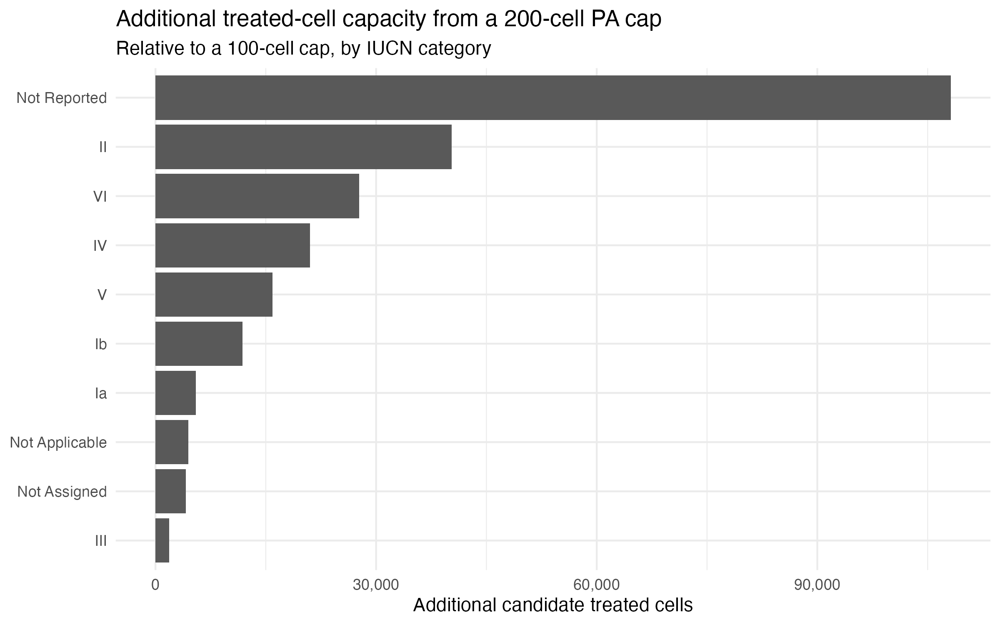 Additional treated-cell capacity from a 200-cell PA cap
Relative to a 100-cell cap, by IUCN category
Not Reported
II
VI
IV
V
Ib
Ia
Not Applicable
Not Assigned
III
0 30,000 60,000 90,000
Additional candidate treated cells